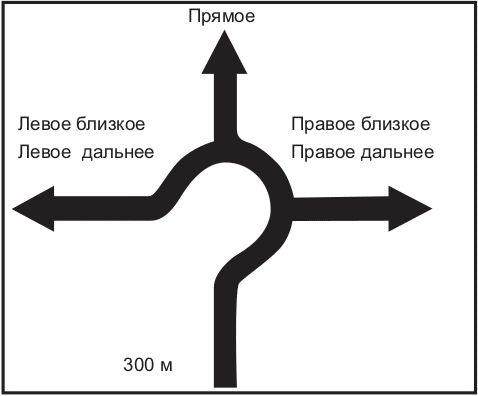 Прямое
Левое близкое
Левое дальнее
Правое близкое
Правое дальнее
300 м